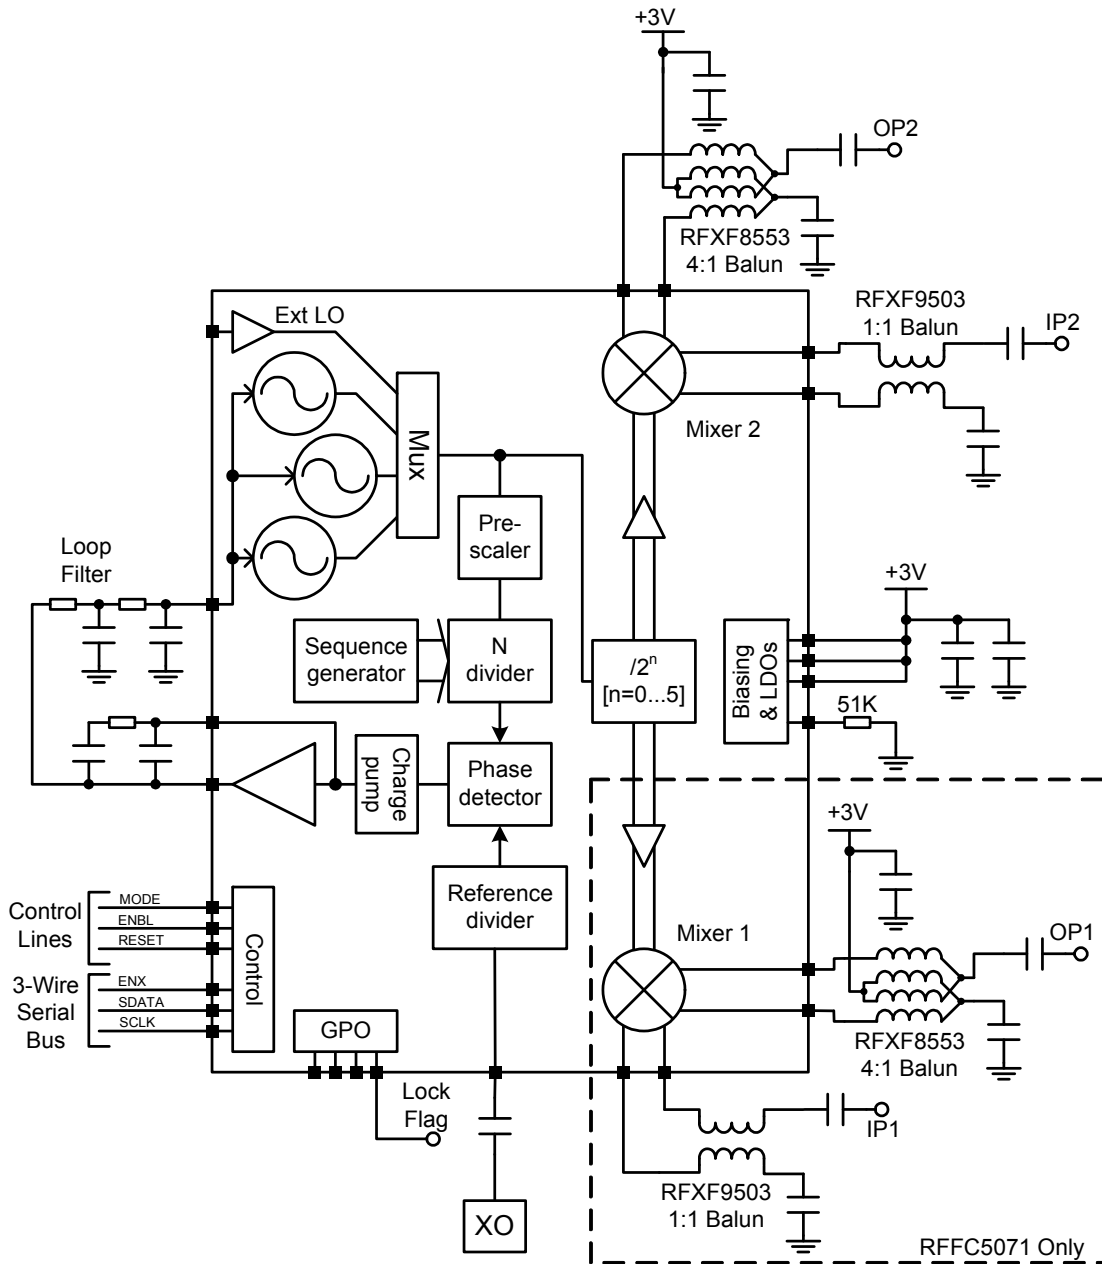 +3V
OP2
RFXF8553
4:1 Balun
Ext LO
RFXF9503
1:1 Balun
IP2
Mux
Mixer 2
Pre-
scaler
Loop
Filter
+3V
Sequence
generator
N
divider
/2ⁿ
[n=0...5]
Biasing
& LDOs
51K
Charge
pump
Phase
detector
+3V
Reference
divider
Control
Lines
MODE
ENBL
RESET
Control
Mixer 1
OP1
3-Wire
Serial
Bus
ENX
SDATA
SCLK
GPO
RFXF8553
4:1 Balun
Lock
Flag
IP1
RFXF9503
1:1 Balun
XO
RFFC5071 Only